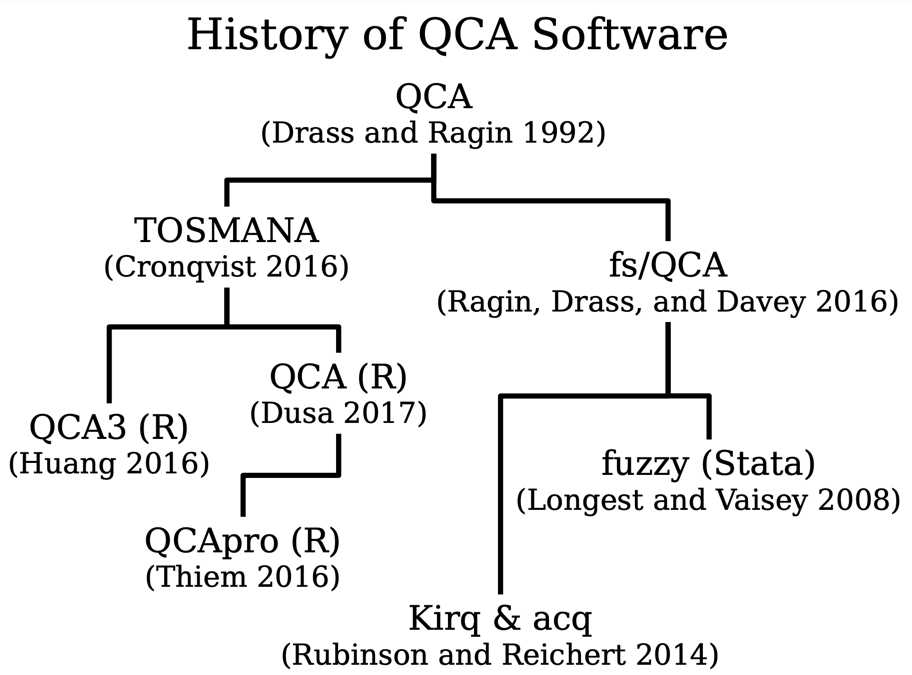 History of QCA Software
QCA
(Drass and Ragin 1992)
TOSMANA
(Cronqvist 2016)
fs/QCA
(Ragin, Drass, and Davey 2016)
QCA (R)
(Dusa 2017)
QCA3 (R)
(Huang 2016)
fuzzy (Stata)
(Longest and Vaisey 2008)
QCApro (R)
(Thiem 2016)
Kirq & acq
(Rubinson and Reichert 2014)